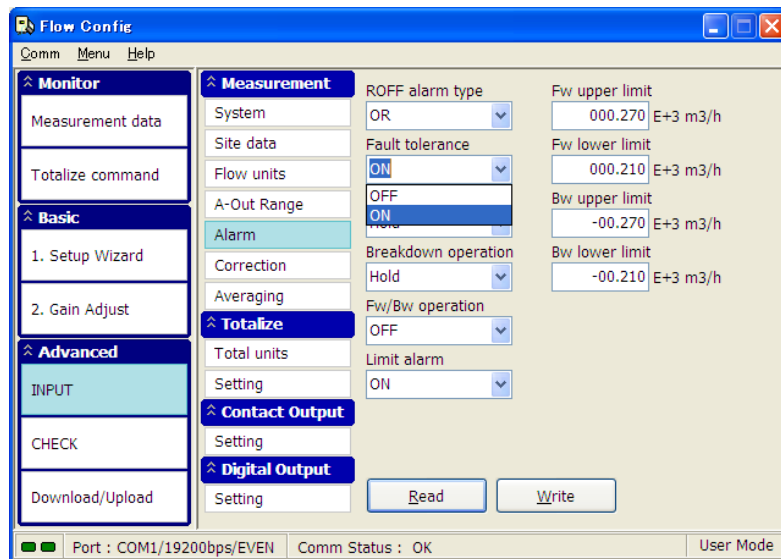 Flow Config
Comm Menu Help
Monitor
Measurement data
Totalize command
Basic
1. Setup Wizard
2. Gain Adjust
Advanced
INPUT
CHECK
Download/Upload
Measurement
System
Site data
Flow units
A-Out Range
Alarm
Correction
Averaging
Totalize
Total units
Setting
Contact Output
Setting
Digital Output
Setting
ROFF alarm type
OR
Fault tolerance
ON
OFF
ON
Breakdown operation
Hold
Fw/Bw operation
OFF
Limit alarm
ON
Fw upper limit
000.270 E+3 m3/h
Fw lower limit
000.210 E+3 m3/h
Bw upper limit
-00.270 E+3 m3/h
Bw lower limit
-00.210 E+3 m3/h
Read Write
Port : COM1/19200bps/EVEN Comm Status : OK User Mode